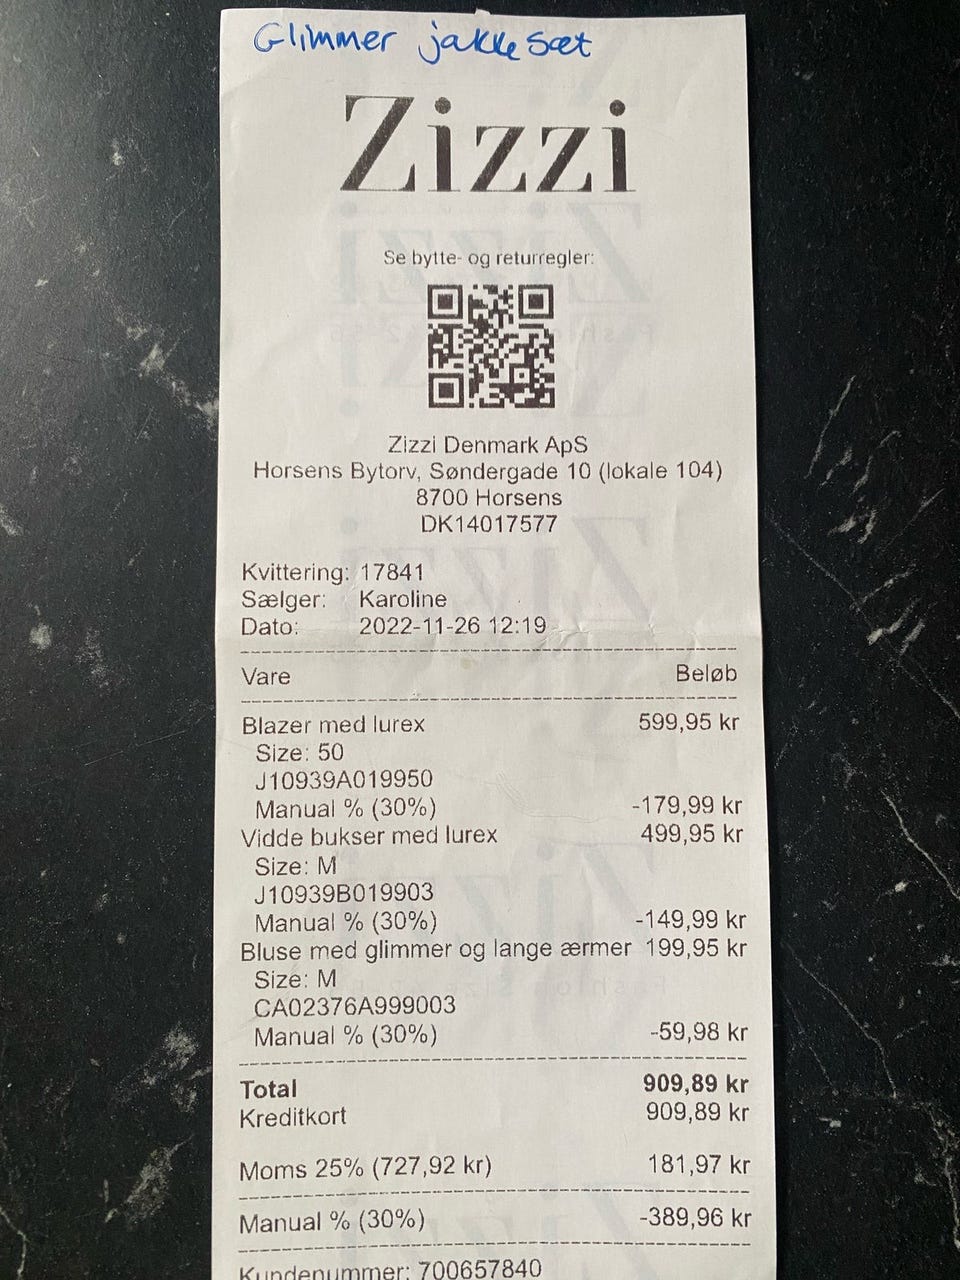 Glimmer jakkesæt
Zizzi
Se bytte- og returregler:
Zizzi Denmark ApS
Horsens Bytorv, Søndergade 10 (lokale 104)
8700 Horsens
DK14017577
Kvittering: 17841
Sælger: Karoline
Dato: 2022-11-26 12:19
Vare Beløb
Blazer med lurex 599,95 kr
Size: 50
J10939A019950
Manual % (30%) -179,99 kr
Vidde bukser med lurex 499,95 kr
Size: M
J10939B019903
Manual % (30%) -149,99 kr
Bluse med glimmer og lange ærmer 199,95 kr
Size: M
CA02376A999003
Manual % (30%) -59,98 kr
Total 909,89 kr
Kreditkort 909,89 kr
Moms 25% (727,92 kr) 181,97 kr
Manual % (30%) -389,96 kr
Kundenummer: 700657840